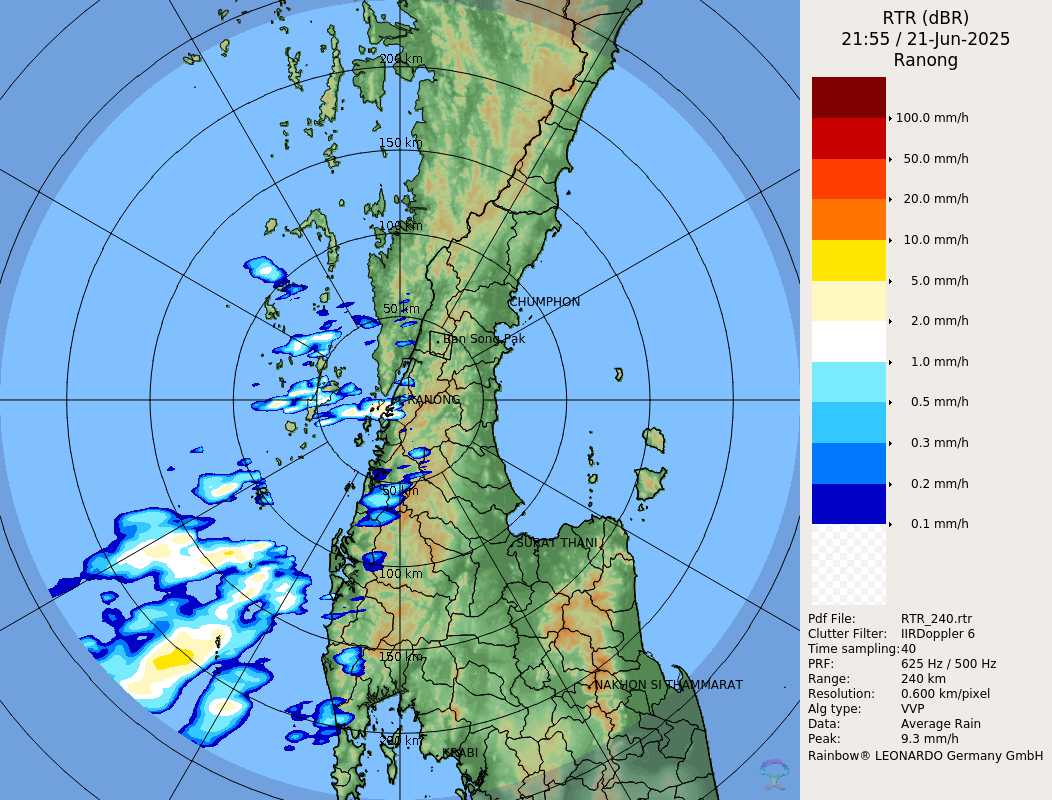 200 km
150 km
100 km
50 km
CHUMPHON
Ban Song Pak
RANONG
50 km
SURAT THANI
100 km
150 km
NAKHON SI THAMMARAT
200 km
KRABI
RTR (dBR)
21:55 / 21-Jun-2025
Ranong
100.0 mm/h
50.0 mm/h
20.0 mm/h
10.0 mm/h
5.0 mm/h
2.0 mm/h
1.0 mm/h
0.5 mm/h
0.3 mm/h
0.2 mm/h
0.1 mm/h
Pdf File: RTR_240.rtr
Clutter Filter: IIRDoppler 6
Time sampling:40
PRF: 625 Hz / 500 Hz
Range: 240 km
Resolution: 0.600 km/pixel
Alg type: VVP
Data: Average Rain
Peak: 9.3 mm/h
Rainbow® LEONARDO Germany GmbH